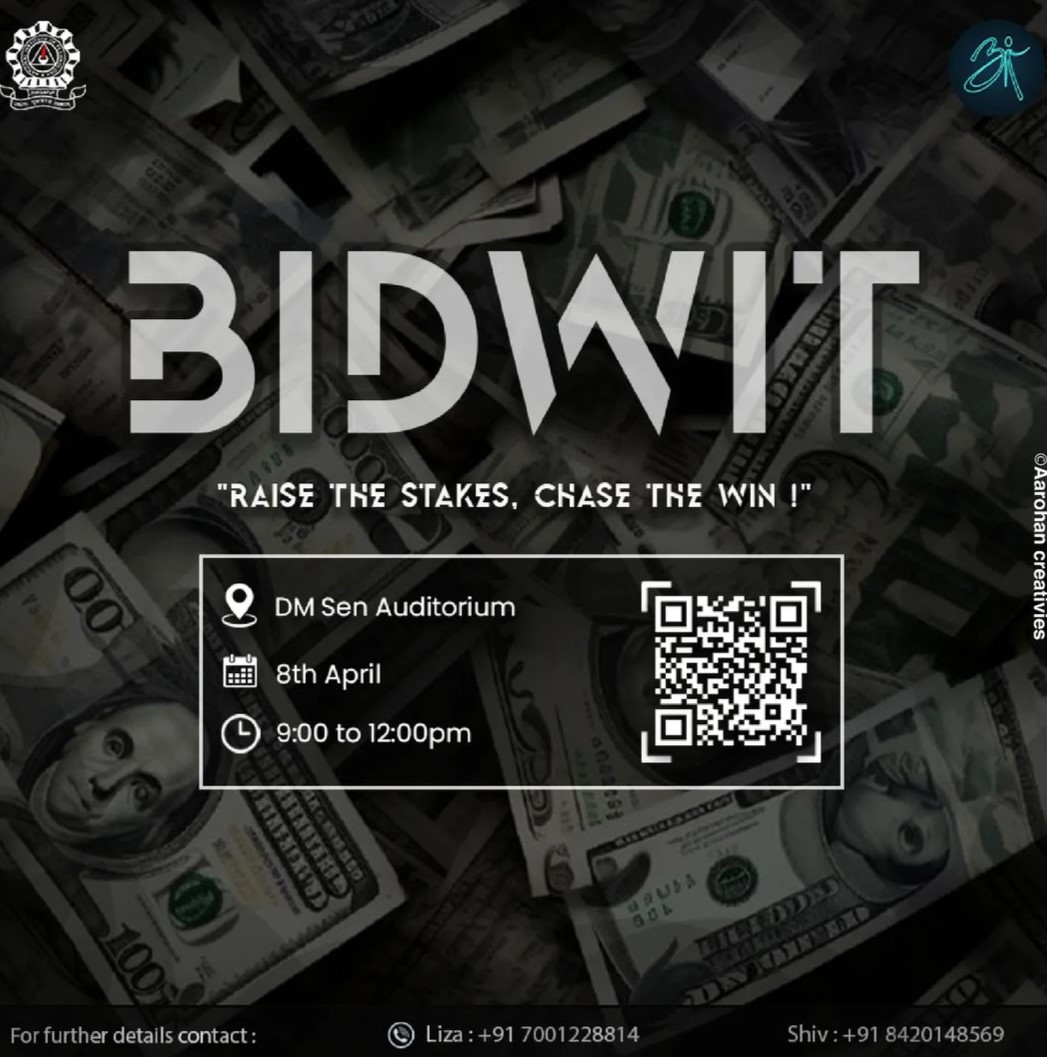 BIDWIT
"RAISE THE STAKES, CHASE THE WIN !"
DM Sen Auditorium
8th April
9:00 to 12:00pm
©Aarohan creativies
For further details contact :
Liza : +91 7001228814
Shiv : +91 8420148569